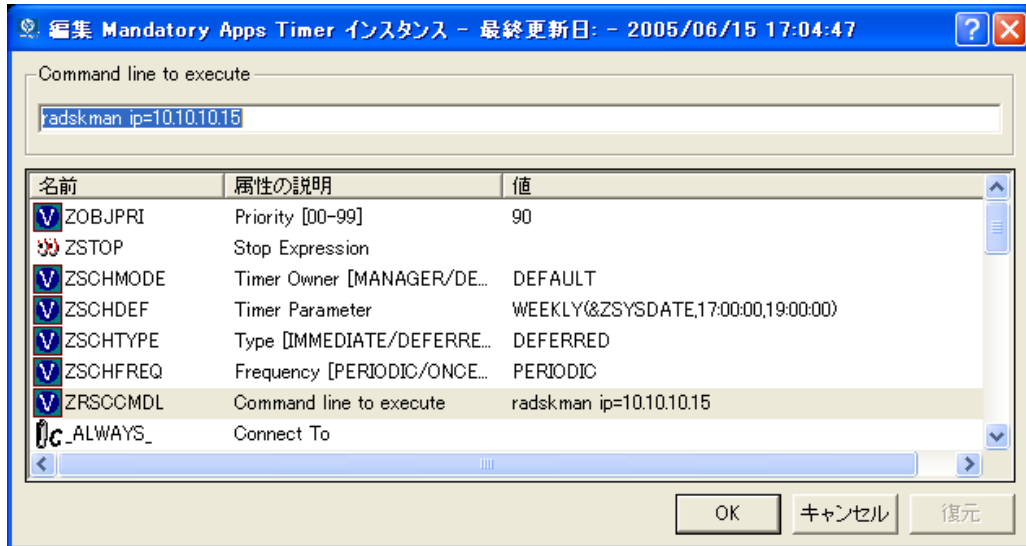 編集 Mandatory Apps Timer インスタンス - 最終更新日: - 2005/06/15 17:04:47
Command line to execute
radskman ip=10.10.10.15
名前 属性の説明 値
ZOBJPRI Priority [00-99] 90
ZSTOP Stop Expression
ZSCHMODE Timer Owner [MANAGER/DE... DEFAULT
ZSCHDEF Timer Parameter WEEKLY(&ZSYSDATE,17:00:00,19:00:00)
ZSCHTYPE Type [IMMEDIATE/DEFERRE... DEFERRED
ZSCHFREQ Frequency [PERIODIC/ONCE... PERIODIC
ZRSCCMDL Command line to execute radskman ip=10.10.10.15
_ALWAYS_ Connect To
OK キャンセル 復元